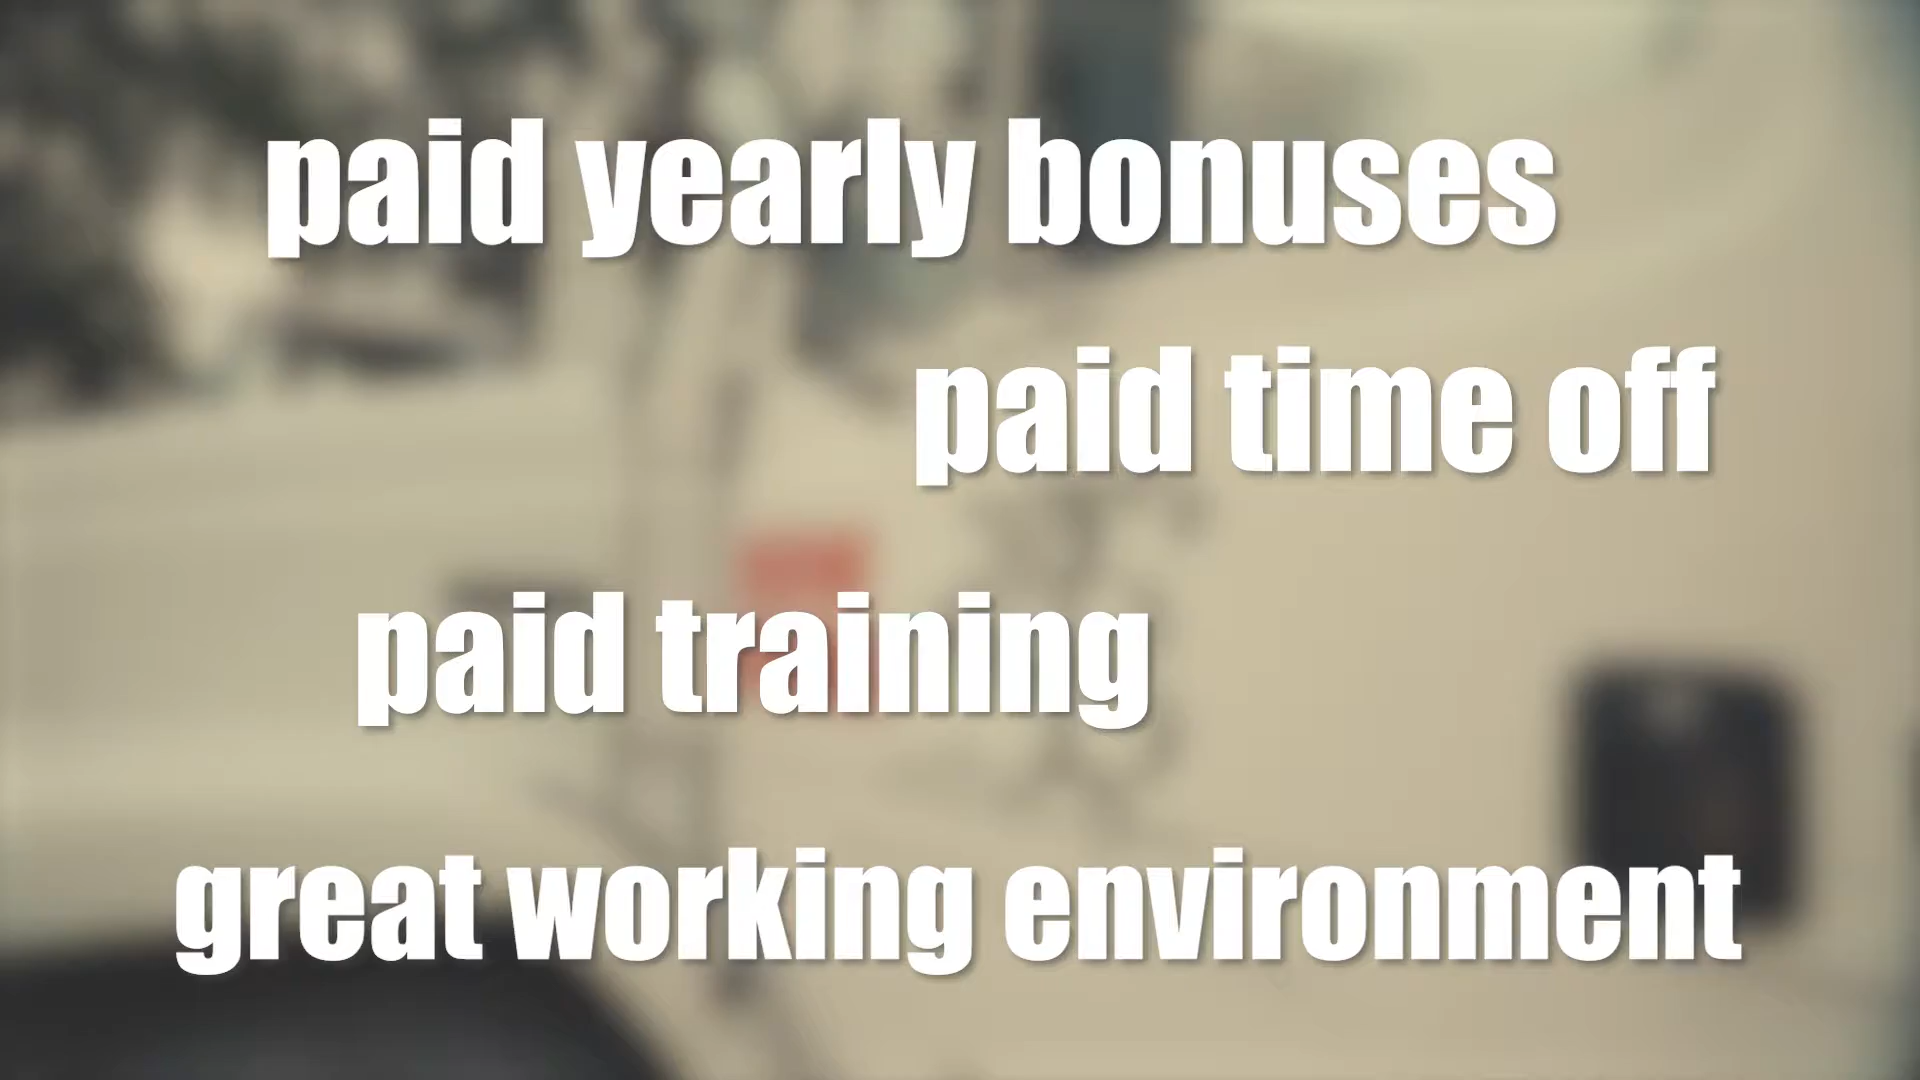 paid yearly bonuses
paid time off
paid training
great working environment